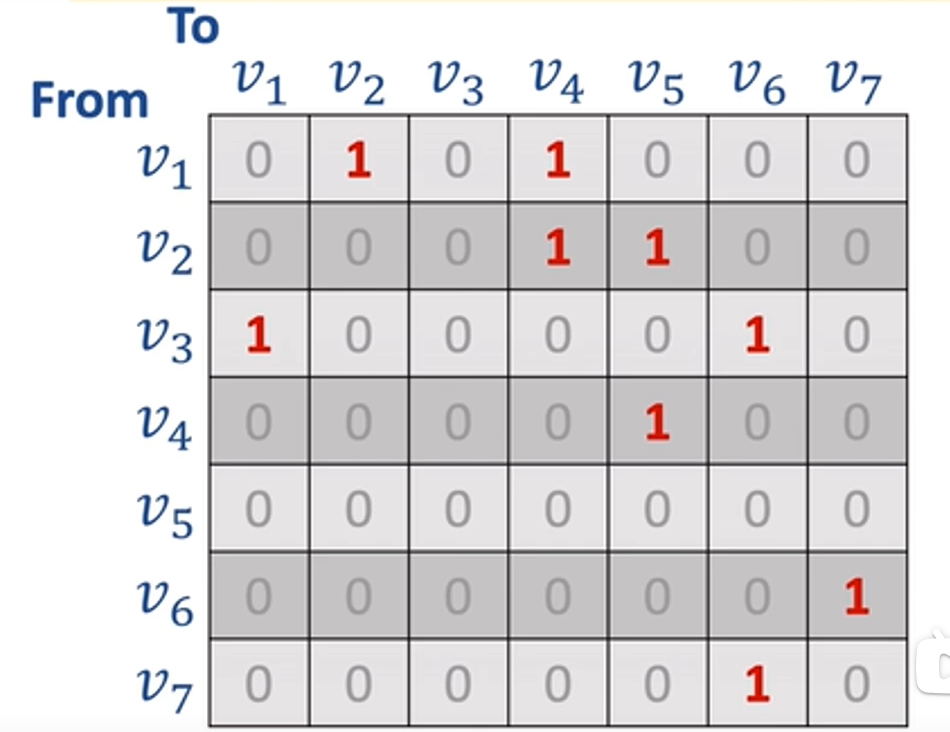 To
From v₁ v₂ v₃ v₄ v₅ v₆ v₇
v₁ 0 1 0 1 0 0 0
v₂ 0 0 0 1 1 0 0
v₃ 1 0 0 0 0 1 0
v₄ 0 0 0 0 1 0 0
v₅ 0 0 0 0 0 0 0
v₆ 0 0 0 0 0 0 1
v₇ 0 0 0 0 0 1 0